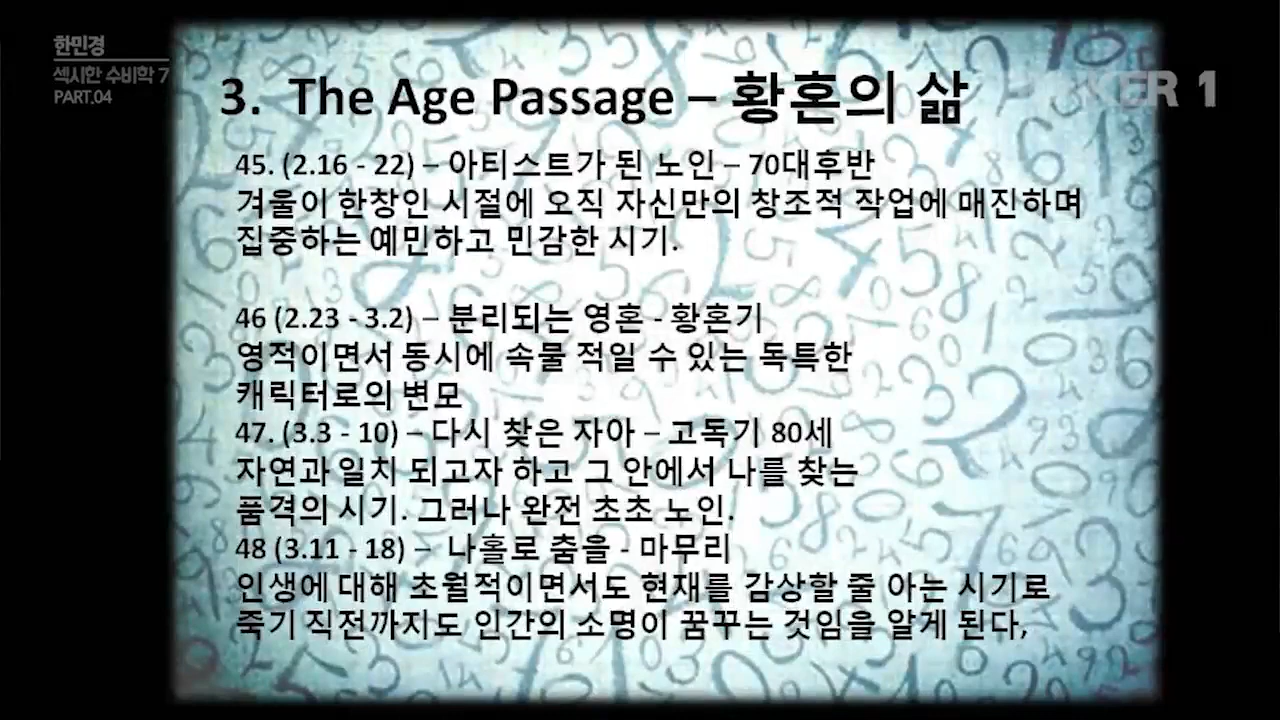 한민경
섹시한 수비학 7
PART.04
KER 1
3. The Age Passage – 황혼의 삶
45. (2.16 - 22) – 아티스트가 된 노인 – 70대후반
겨울이 한창인 시절에 오직 자신만의 창조적 작업에 매진하며
집중하는 예민하고 민감한 시기.
46 (2.23 - 3.2) – 분리되는 영혼 - 황혼기
영적이면서 동시에 속물 적일 수 있는 독특한
캐릭터로의 변모
47. (3.3 - 10) – 다시 찾은 자아 – 고독기 80세
자연과 일치 되고자 하고 그 안에서 나를 찾는
품격의 시기. 그러나 완전 초초 노인.
48 (3.11 - 18) – 나홀로 춤을 - 마무리
인생에 대해 초월적이면서도 현재를 감상할 줄 아는 시기로
죽기 직전까지도 인간의 소명이 꿈꾸는 것임을 알게 된다,